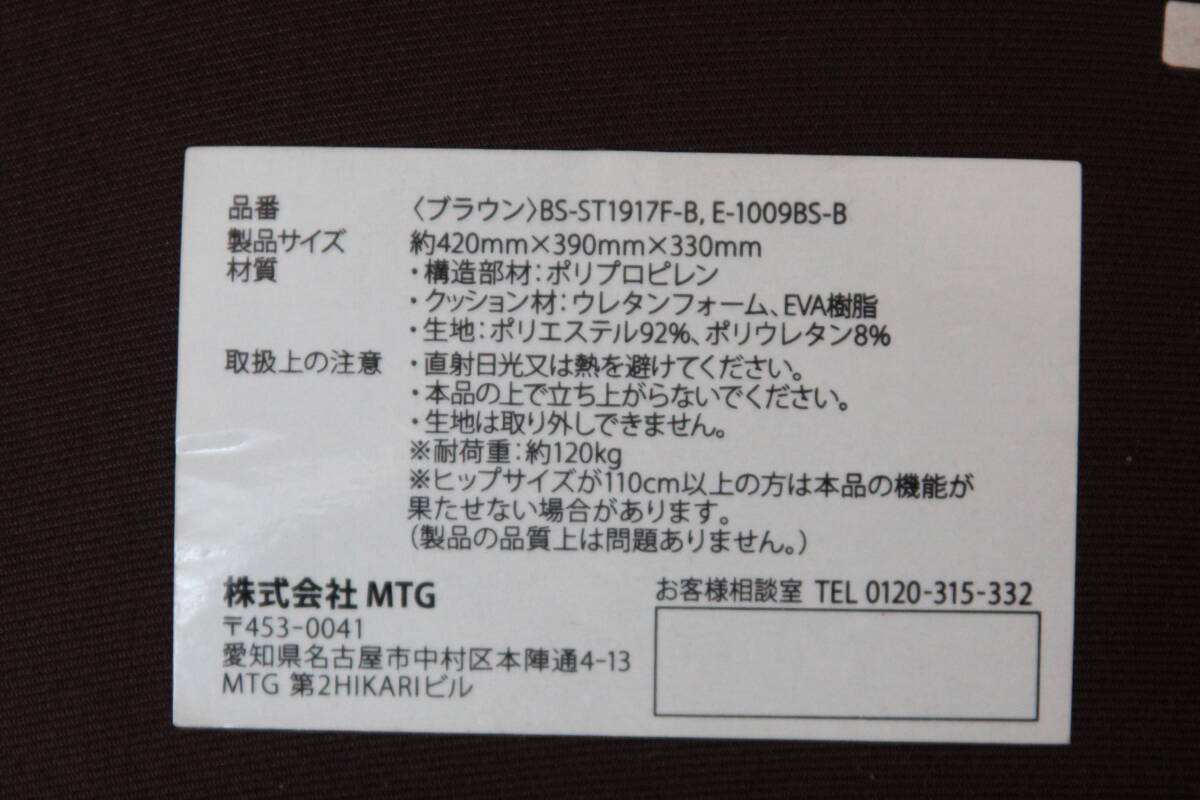 品番 〈ブラウン〉BS-ST1917F-B, E-1009BS-B
製品サイズ 約420mm×390mm×330mm
材質 ・構造部材：ポリプロピレン
・クッション材：ウレタンフォーム、EVA樹脂
・生地：ポリエステル92%、ポリウレタン8%
取扱上の注意 ・直射日光又は熱を避けてください。
・本品の上で立ち上がらないでください。
・生地は取り外しできません。
※耐荷重：約120kg
※ヒップサイズが110cm以上の方は本品の機能が
果たせない場合があります。
（製品の品質上は問題ありません。）
株式会社 MTG
〒453-0041
愛知県名古屋市中村区本陣通4-13
MTG 第2HIKARIビル
お客様相談室 TEL 0120-315-332